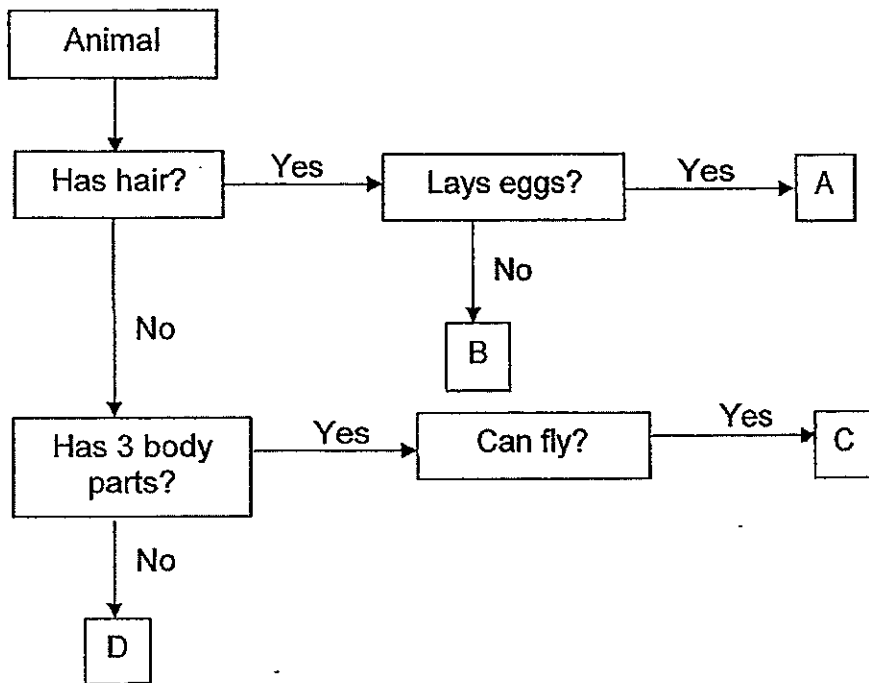 Animal
Has hair?
Yes
Lays eggs?
Yes
A
No
B
No
Has 3 body
parts?
Yes
Can fly?
Yes
C
No
D